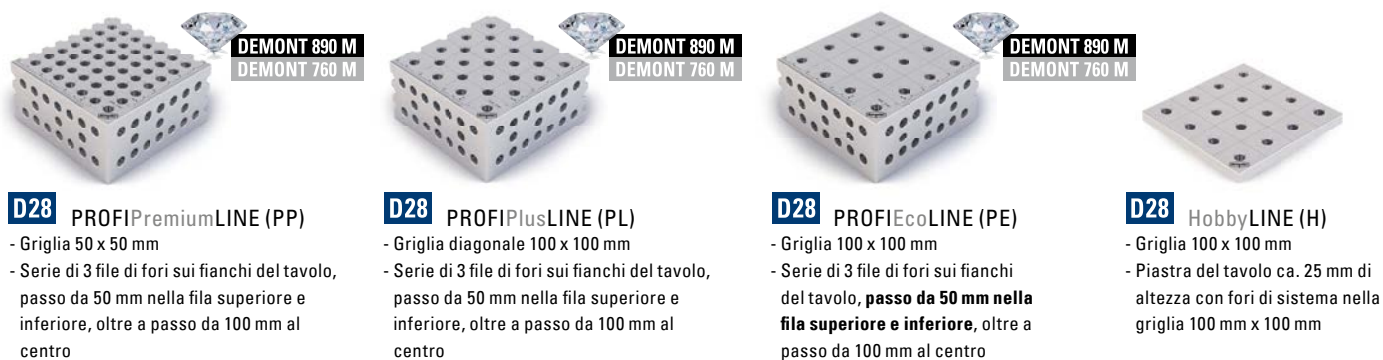 DEMONT 890 M
DEMONT 760 M
D28 PROFIPremiumLINE (PP)
- Griglia 50 x 50 mm
- Serie di 3 file di fori sui fianchi del tavolo,
passo da 50 mm nella fila superiore e
inferiore, oltre a passo da 100 mm al
centro
DEMONT 890 M
DEMONT 760 M
D28 PROFIPlusLINE (PL)
- Griglia diagonale 100 x 100 mm
- Serie di 3 file di fori sui fianchi del tavolo,
passo da 50 mm nella fila superiore e
inferiore, oltre a passo da 100 mm al
centro
DEMONT 890 M
DEMONT 760 M
D28 PROFIEcoLINE (PE)
- Griglia 100 x 100 mm
- Serie di 3 file di fori sui fianchi
del tavolo, passo da 50 mm nella
fila superiore e inferiore, oltre a
passo da 100 mm al centro
D28 HobbyLINE (H)
- Griglia 100 x 100 mm
- Piastra del tavolo ca. 25 mm di
altezza con fori di sistema nella
griglia 100 mm x 100 mm